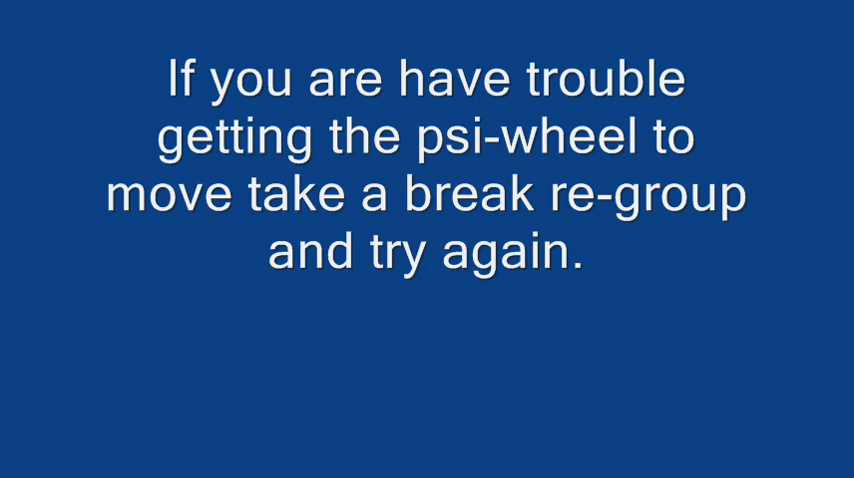 If you are have trouble
getting the psi-wheel to
move take a break re-group
and try again.